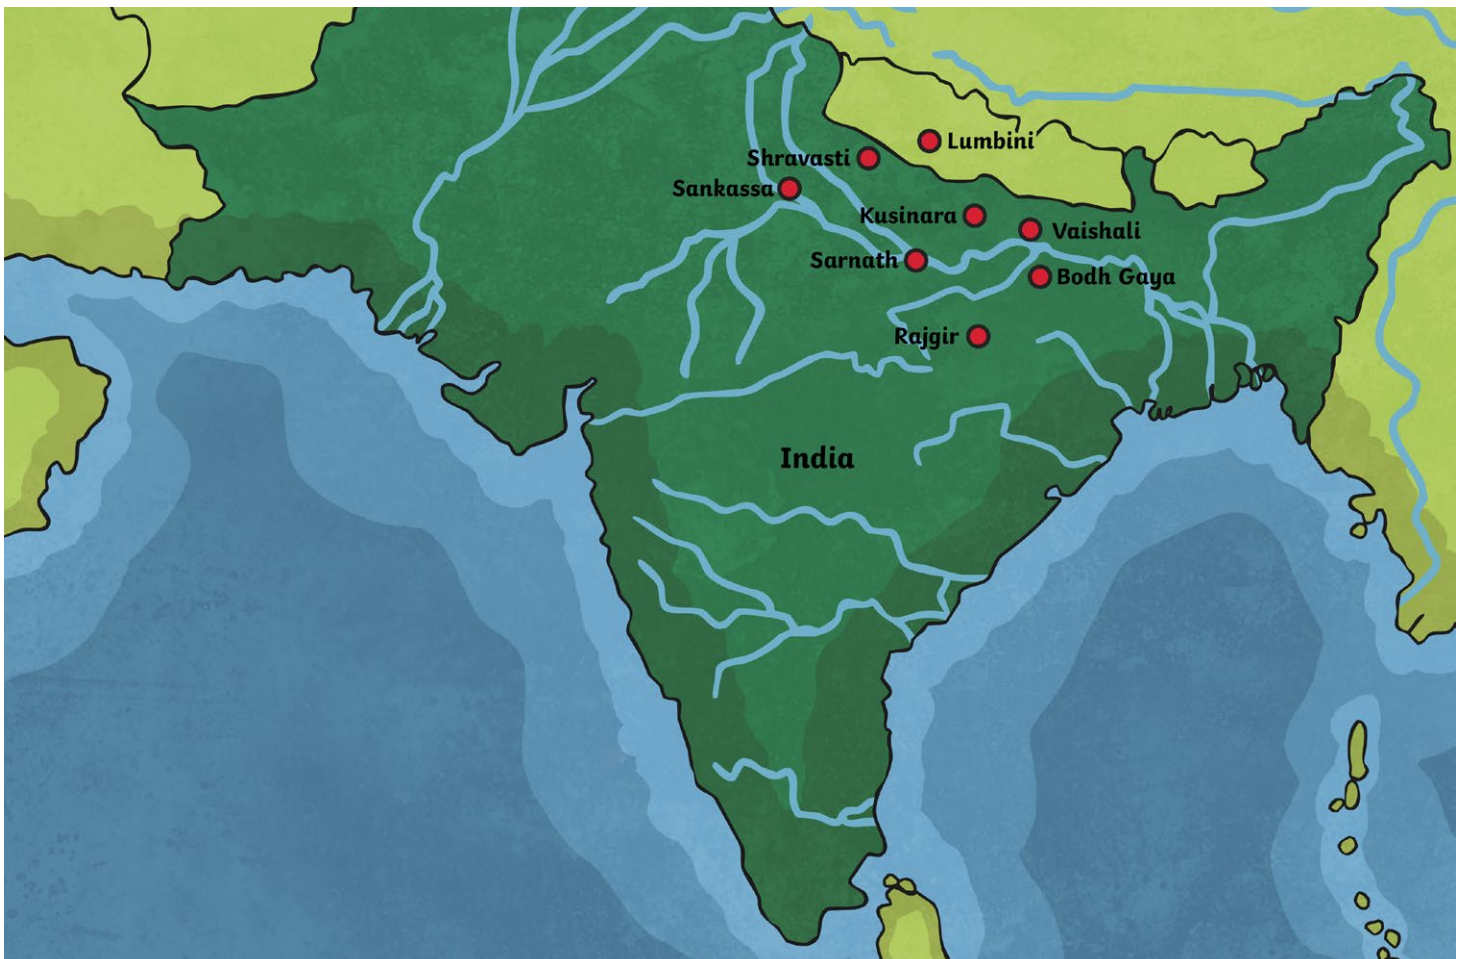 Lumbini
Shravasti
Sankassa
Kusinara
Vaishali
Sarnath
Bodh Gaya
Rajgir
India